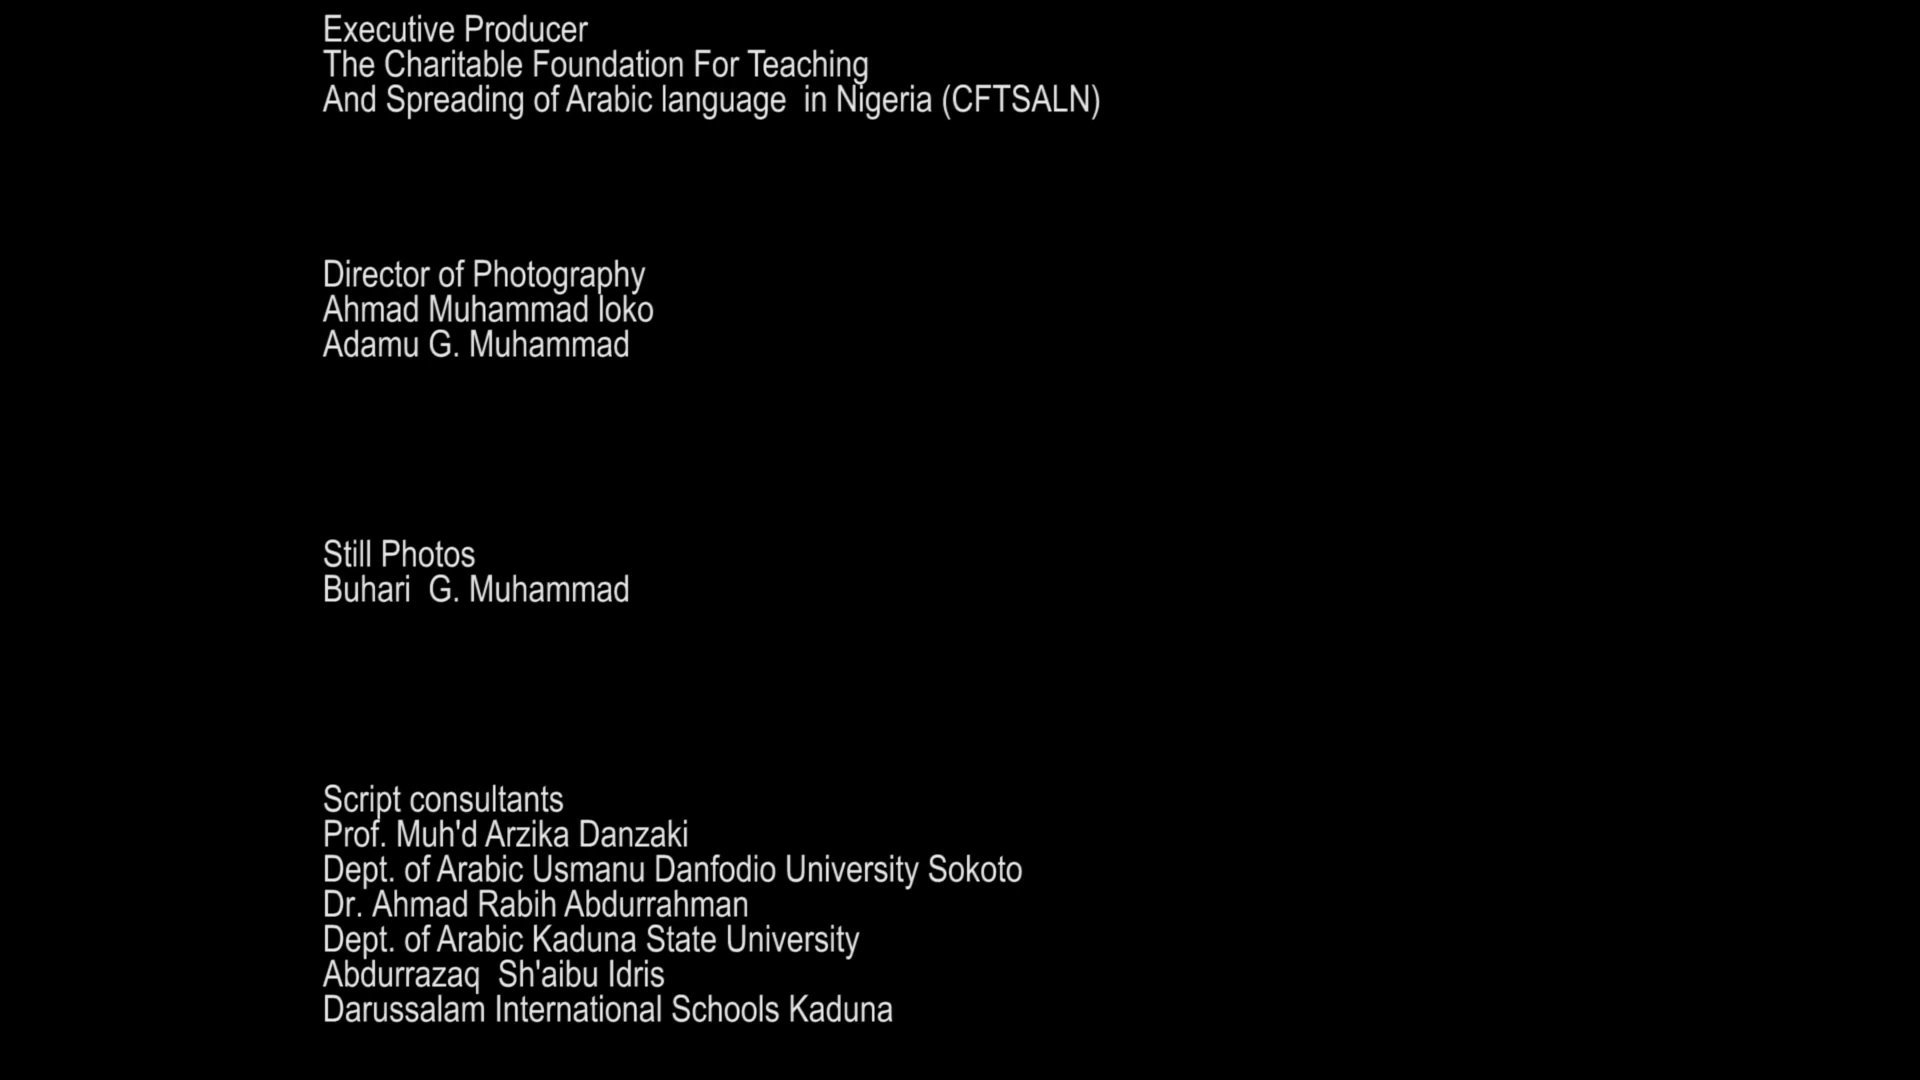 Executive Producer
The Charitable Foundation For Teaching
And Spreading of Arabic language  in Nigeria (CFTSALN)
Director of Photography
Ahmad Muhammad loko
Adamu G. Muhammad
Still Photos
Buhari  G. Muhammad
Script consultants
Prof. Muh'd Arzika Danzaki
Dept. of Arabic Usmanu Danfodio University Sokoto
Dr. Ahmad Rabih Abdurrahman
Dept. of Arabic Kaduna State University
Abdurrazaq  Sh'aibu Idris
Darussalam International Schools Kaduna